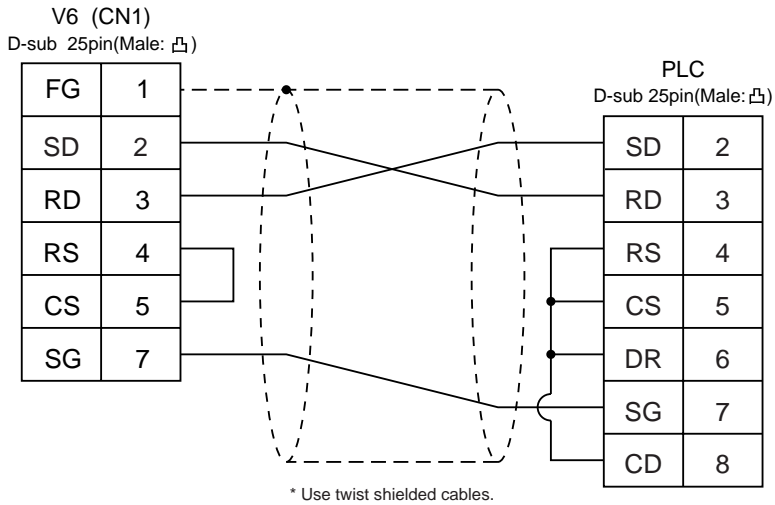 V6 (CN1)
D-sub 25pin(Male: )
FG 1
SD 2
RD 3
RS 4
CS 5
SG 7
PLC
D-sub 25pin(Male: )
SD 2
RD 3
RS 4
CS 5
DR 6
SG 7
CD 8
* Use twist shielded cables.